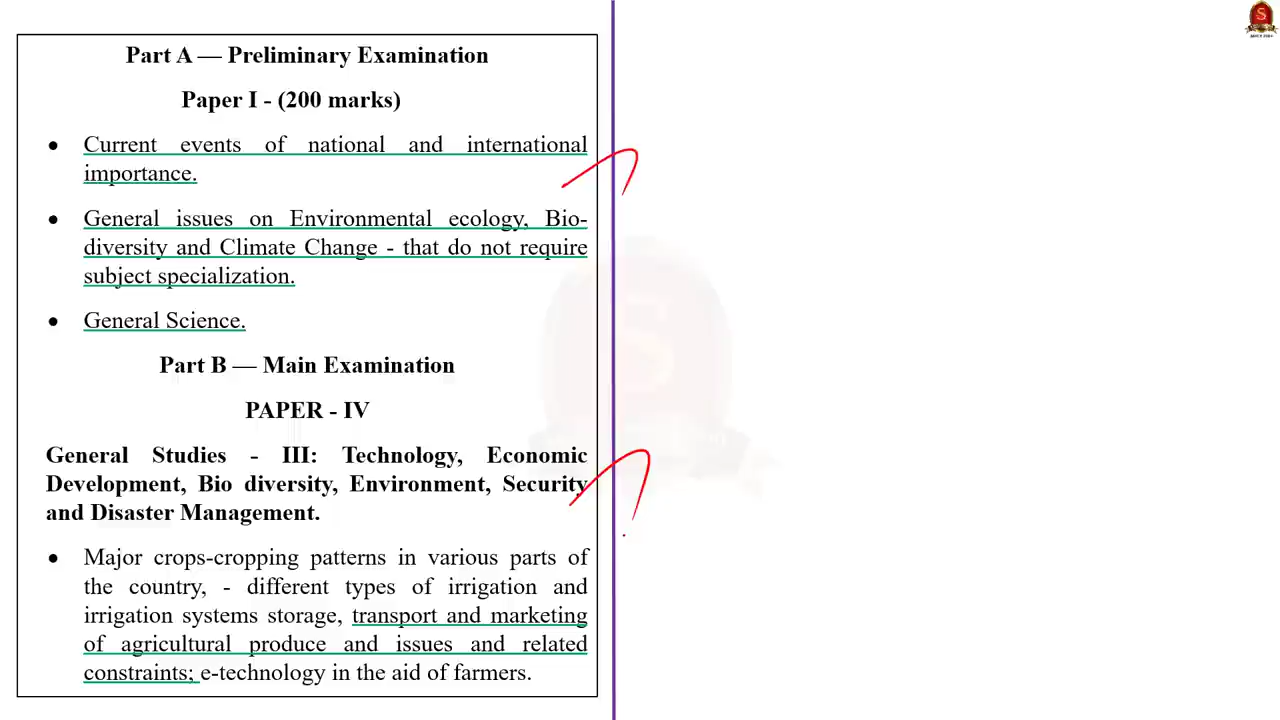 Part A — Preliminary Examination
Paper I - (200 marks)
• Current events of national and international
importance.
• General issues on Environmental ecology, Bio-
diversity and Climate Change - that do not require
subject specialization.
• General Science.
Part B — Main Examination
PAPER - IV
General Studies - III: Technology, Economic
Development, Bio diversity, Environment, Security
and Disaster Management.
• Major crops-cropping patterns in various parts of
the country, - different types of irrigation and
irrigation systems storage, transport and marketing
of agricultural produce and issues and related
constraints; e-technology in the aid of farmers.
S